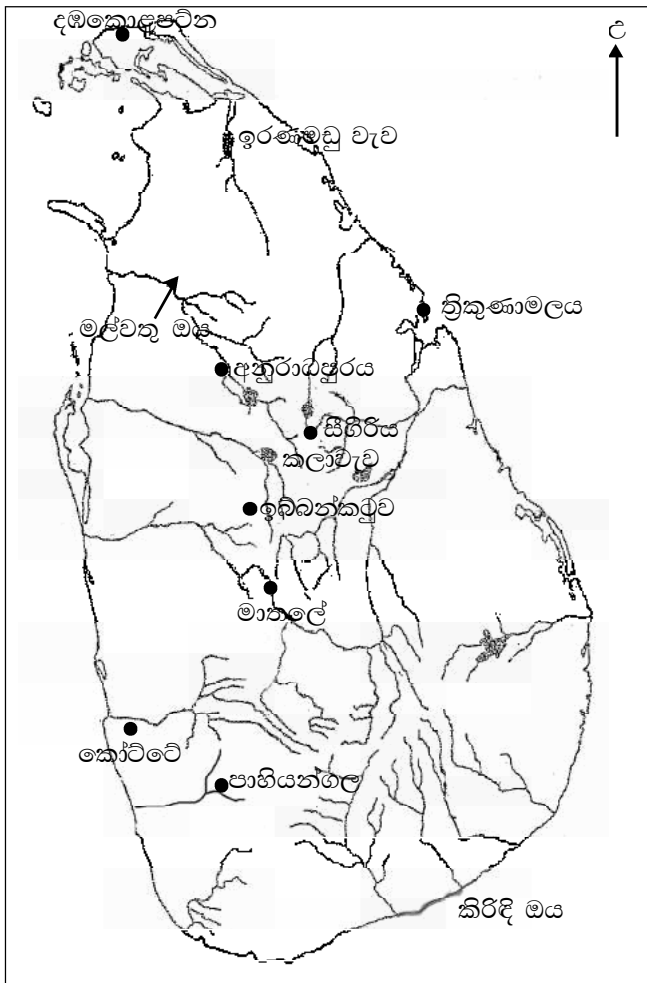 දඹකොළපටුන
උ
ඉරණමඩු වැව
ත්‍රිකුණාමලය
මල්වතු ඔය
අනුරාධපුරය
සීගිරිය
කලාවැව
ඉබ්බන්කටුව
මාතලේ
කෝට්ටේ
පාහියන්ගල
කිරිඳි ඔය